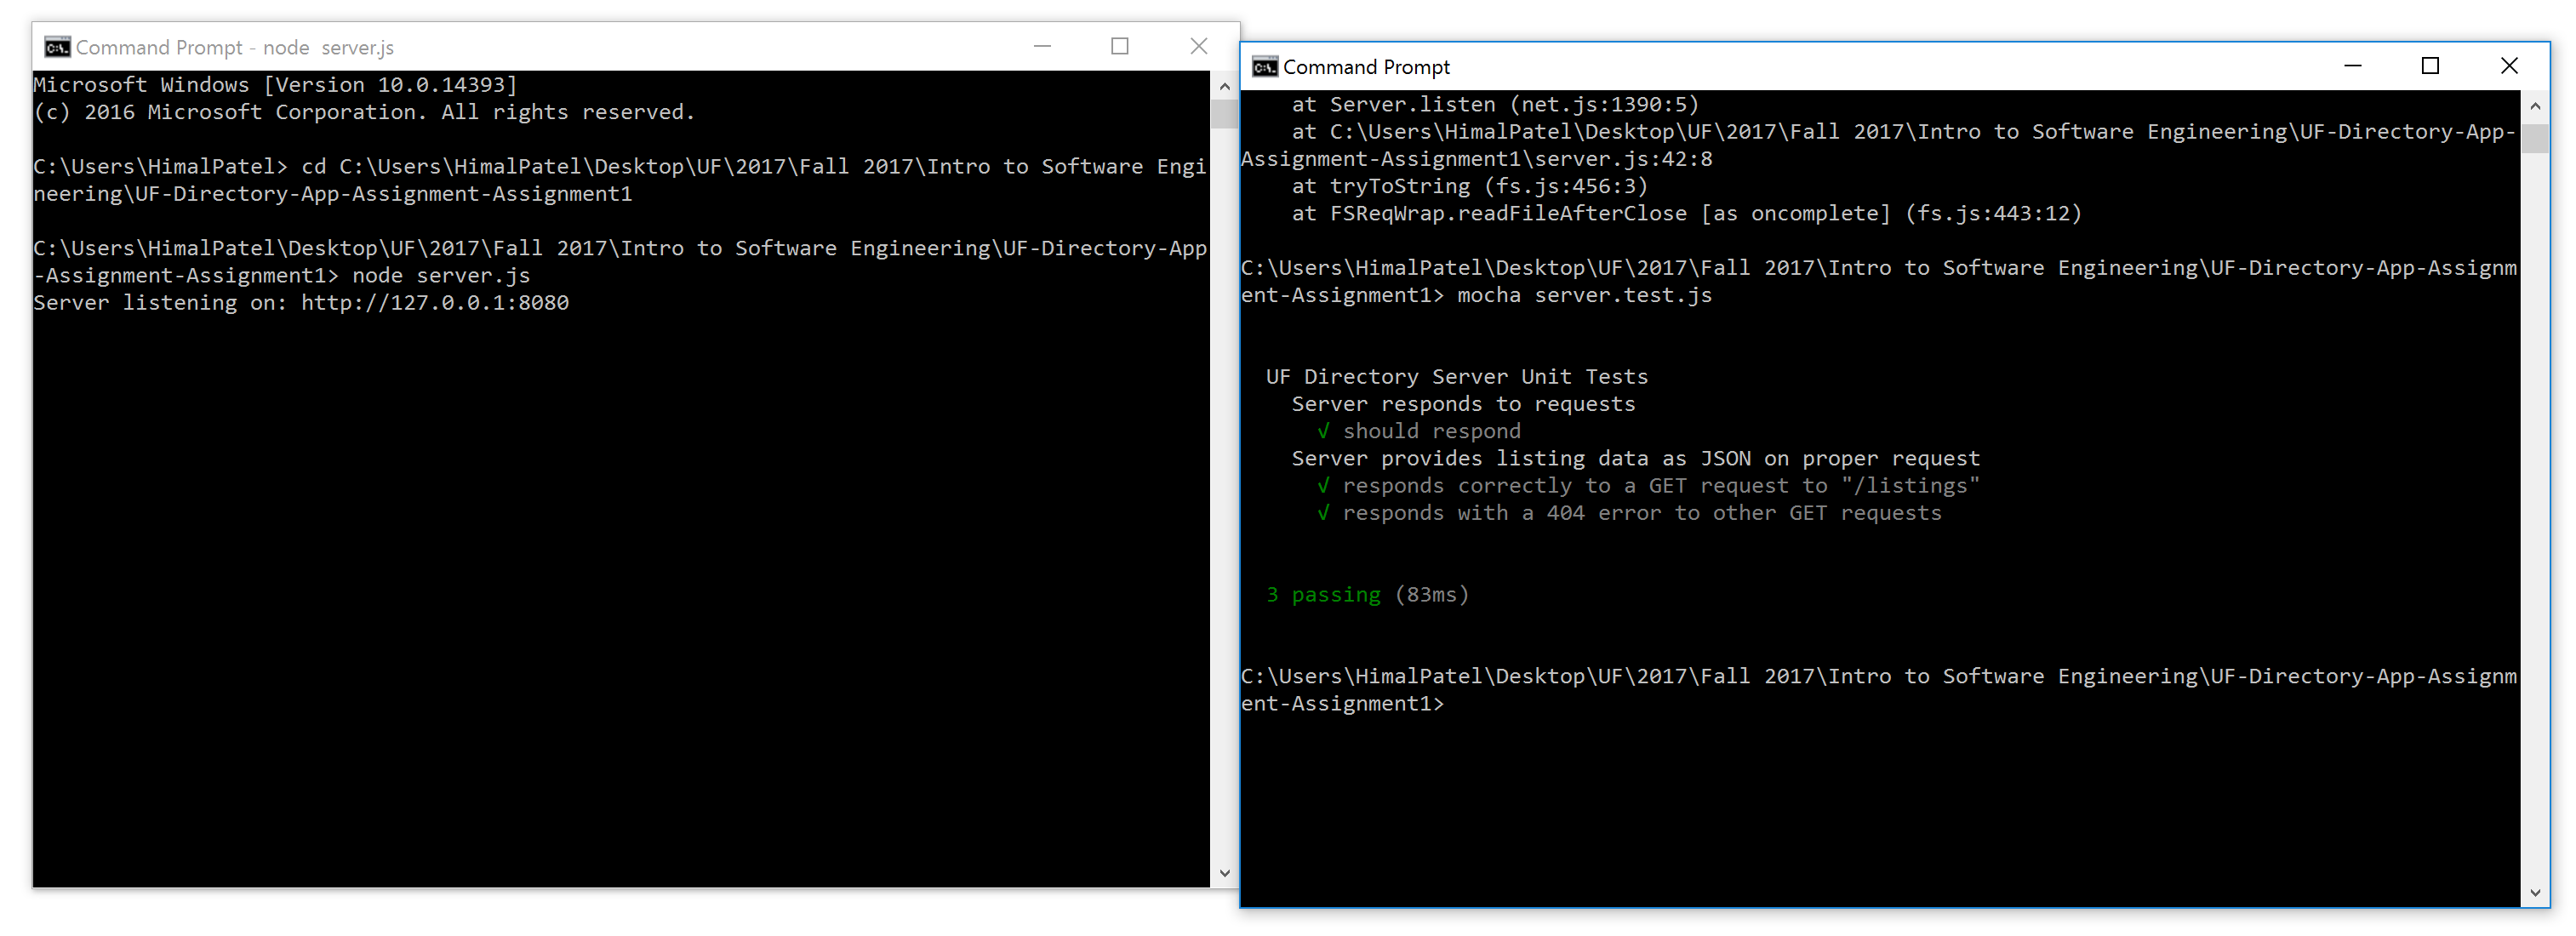 Command Prompt - node  server.js
Microsoft Windows [Version 10.0.14393]
(c) 2016 Microsoft Corporation. All rights reserved.
C:\Users\HimalPatel> cd C:\Users\HimalPatel\Desktop\UF\2017\Fall 2017\Intro to Software Engi
neering\UF-Directory-App-Assignment-Assignment1
C:\Users\HimalPatel\Desktop\UF\2017\Fall 2017\Intro to Software Engineering\UF-Directory-App
-Assignment-Assignment1> node server.js
Server listening on: http://127.0.0.1:8080
Command Prompt
at Server.listen (net.js:1390:5)
at C:\Users\HimalPatel\Desktop\UF\2017\Fall 2017\Intro to Software Engineering\UF-Directory-App-
Assignment-Assignment1\server.js:42:8
at tryToString (fs.js:456:3)
at FSReqWrap.readFileAfterClose [as oncomplete] (fs.js:443:12)
C:\Users\HimalPatel\Desktop\UF\2017\Fall 2017\Intro to Software Engineering\UF-Directory-App-Assignm
ent-Assignment1> mocha server.test.js
UF Directory Server Unit Tests
Server responds to requests
√ should respond
Server provides listing data as JSON on proper request
√ responds correctly to a GET request to "/listings"
√ responds with a 404 error to other GET requests
3 passing (83ms)
C:\Users\HimalPatel\Desktop\UF\2017\Fall 2017\Intro to Software Engineering\UF-Directory-App-Assignm
ent-Assignment1>